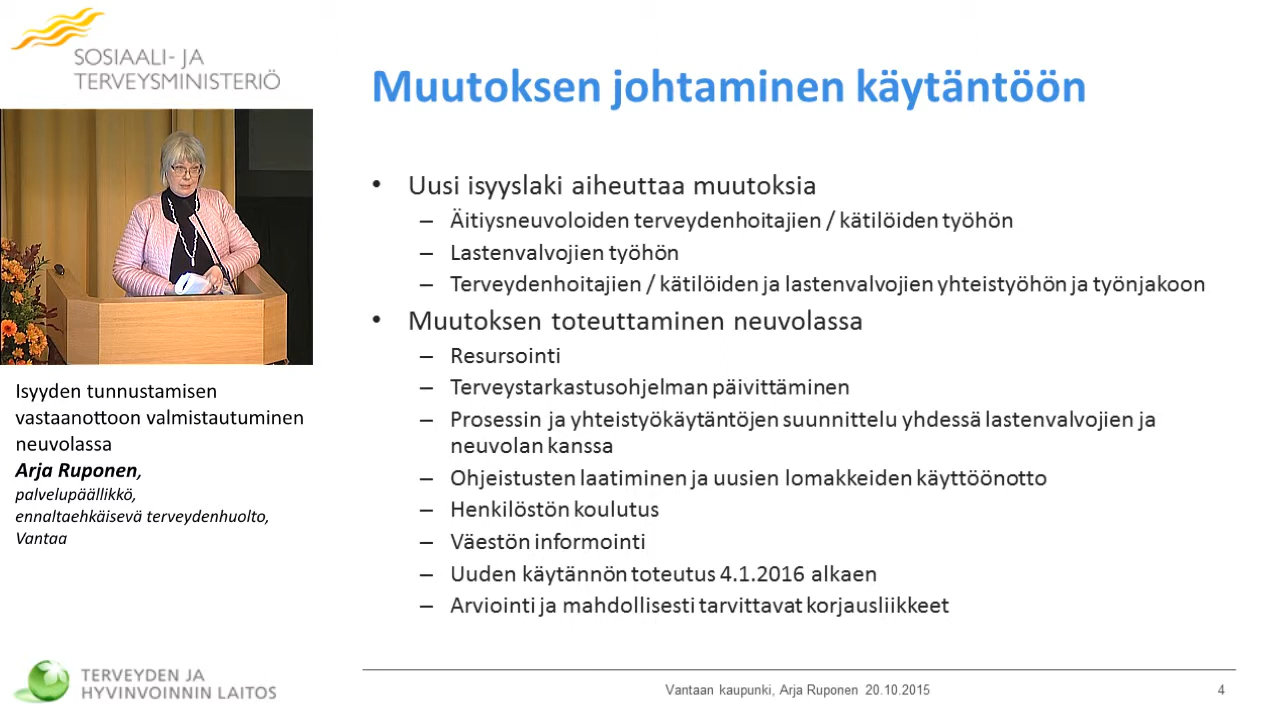 SOSIAALI- JA
TERVEYSMINISTERIÖ
Isyyden tunnustamisen
vastaanottoon valmistautuminen
neuvolassa
Arja Ruponen,
palvelupäällikkö,
ennaltaehkäisevä terveydenhuolto,
Vantaa
TERVEYDEN JA
HYVINVOINNIN LAITOS
Muutoksen johtaminen käytäntöön
• Uusi isyyslaki aiheuttaa muutoksia
– Äitiysneuvoloiden terveydenhoitajien / kätilöiden työhön
– Lastenvalvojien työhön
– Terveydenhoitajien / kätilöiden ja lastenvalvojien yhteistyöhön ja työnjakoon
• Muutoksen toteuttaminen neuvolassa
– Resursointi
– Terveystarkastusohjelman päivittäminen
– Prosessin ja yhteistyökäytäntöjen suunnittelu yhdessä lastenvalvojien ja
neuvolan kanssa
– Ohjeistusten laatiminen ja uusien lomakkeiden käyttöönotto
– Henkilöstön koulutus
– Väestön informointi
– Uuden käytännön toteutus 4.1.2016 alkaen
– Arviointi ja mahdollisesti tarvittavat korjausliikkeet
Vantaan kaupunki, Arja Ruponen 20.10.2015
4